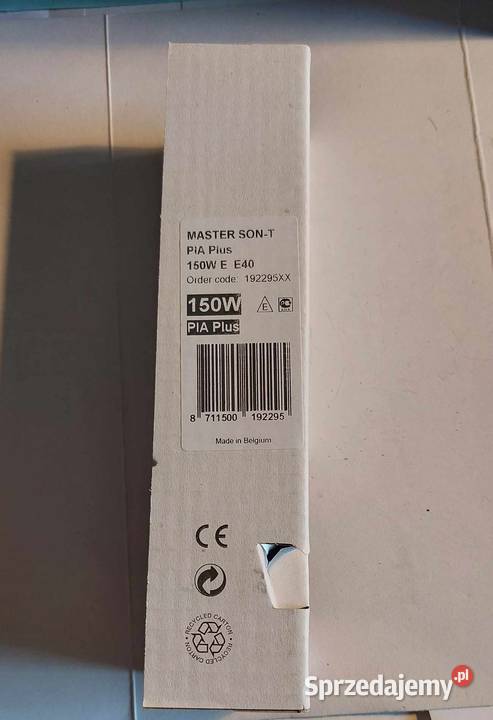 MASTER SON-T
PIA Plus
150W E E40
Order code: 192295XX
150W
E
PIA Plus
8 711500 192295
Made in Belgium
CE
RECYCLED CARTON • RECYCLED CARTON •
Sprzedajemy.pl